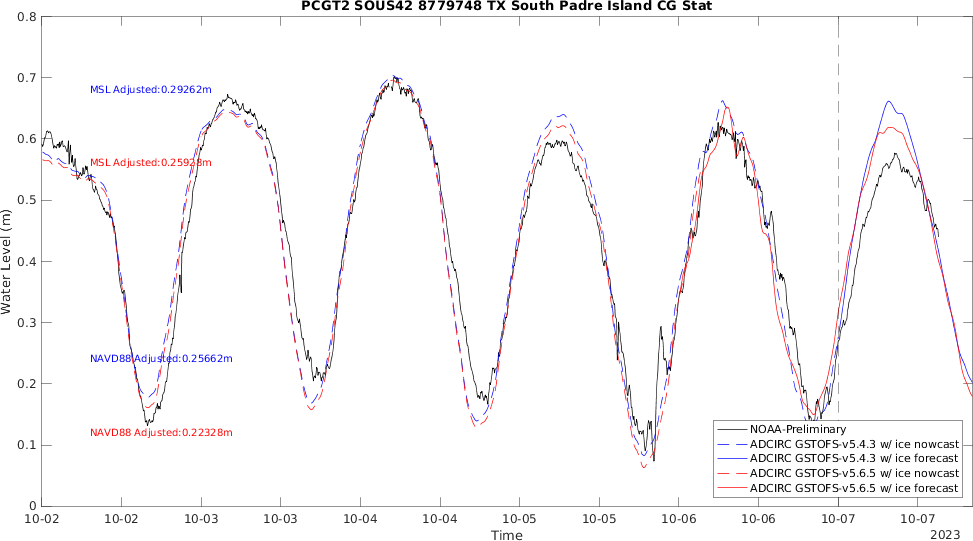 PCGT2 SOUS42 8779748 TX South Padre Island CG Stat
0.8
0.7
0.6
0.5
0.4
0.3
0.2
0.1
0
Water Level (m)
MSL Adjusted:0.29262m
MSL Adjusted:0.25928m
NAVD88 Adjusted:0.25662m
NAVD88 Adjusted:0.22328m
NOAA-Preliminary
ADCIRC GSTOFS-v5.4.3 w/ ice nowcast
ADCIRC GSTOFS-v5.4.3 w/ ice forecast
ADCIRC GSTOFS-v5.6.5 w/ ice nowcast
ADCIRC GSTOFS-v5.6.5 w/ ice forecast
10-02 10-02 10-03 10-03 10-04 10-04 10-05 10-05 10-06 10-06 10-07 10-07
Time
2023